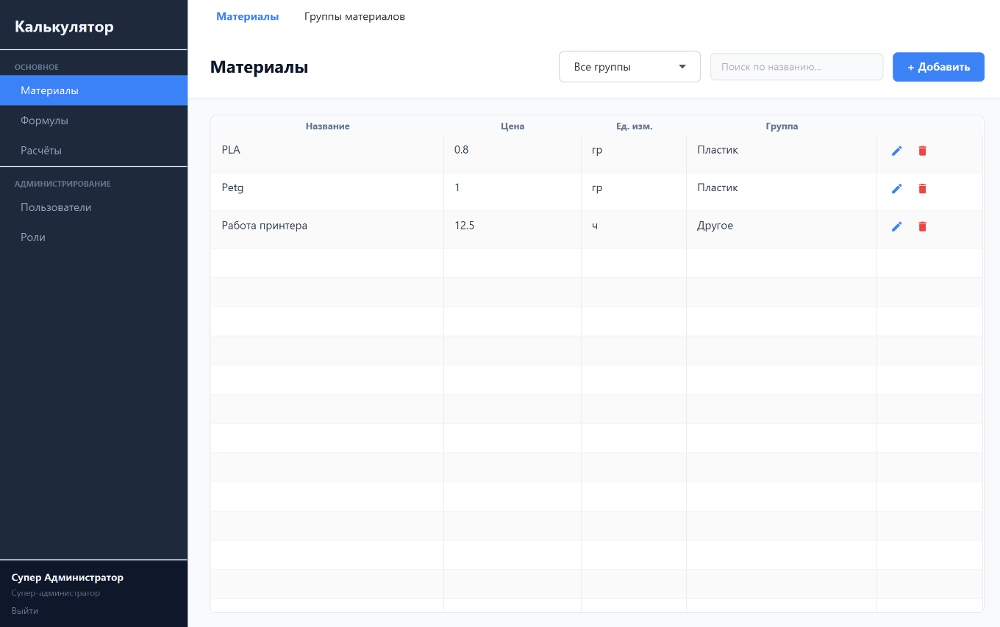 Калькулятор
ОСНОВНОЕ
Материалы
Формулы
Расчёты
АДМИНИСТРИРОВАНИЕ
Пользователи
Роли
Супер Администратор
Супер-администратор
Выйти
Материалы Группы материалов
Материалы Все группы Поиск по названию... + Добавить
Название Цена Ед. изм. Группа
PLA 0.8 гр Пластик
Petg 1 гр Пластик
Работа принтера 12.5 ч Другое